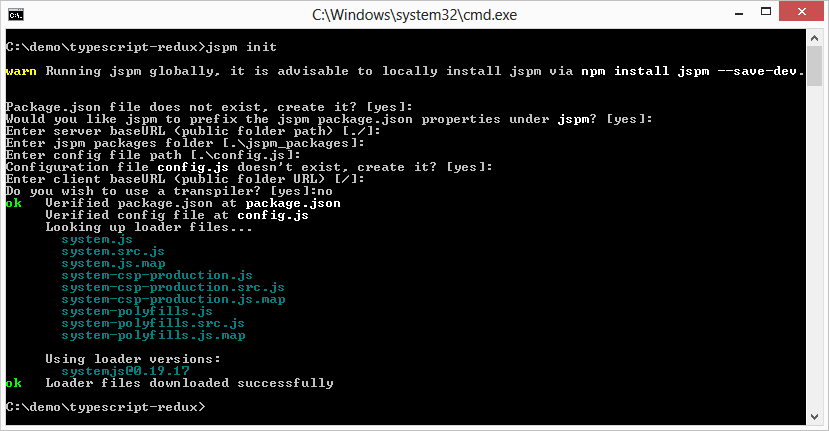 C:\Windows\system32\cmd.exe
C:\demo\typescript-redux>jspm init
warn Running jspm globally, it is advisable to locally install jspm via npm install jspm --save-dev.
Package.json file does not exist, create it? [yes]:
Would you like jspm to prefix the jspm package.json properties under jspm? [yes]:
Enter server baseURL (public folder path) [./]:
Enter jspm packages folder [.\jspm_packages]:
Enter config file path [.\config.js]:
Configuration file config.js doesn't exist, create it? [yes]:
Enter client baseURL (public folder URL) [/]:
Do you wish to use a transpiler? [yes]:no
ok Verified package.json at package.json
Verified config file at config.js
Looking up loader files...
system.js
system.src.js
system.js.map
system-csp-production.js
system-csp-production.src.js
system-csp-production.js.map
system-polyfills.js
system-polyfills.src.js
system-polyfills.js.map
Using loader versions:
systemjs@0.19.17
ok Loader files downloaded successfully
C:\demo\typescript-redux>